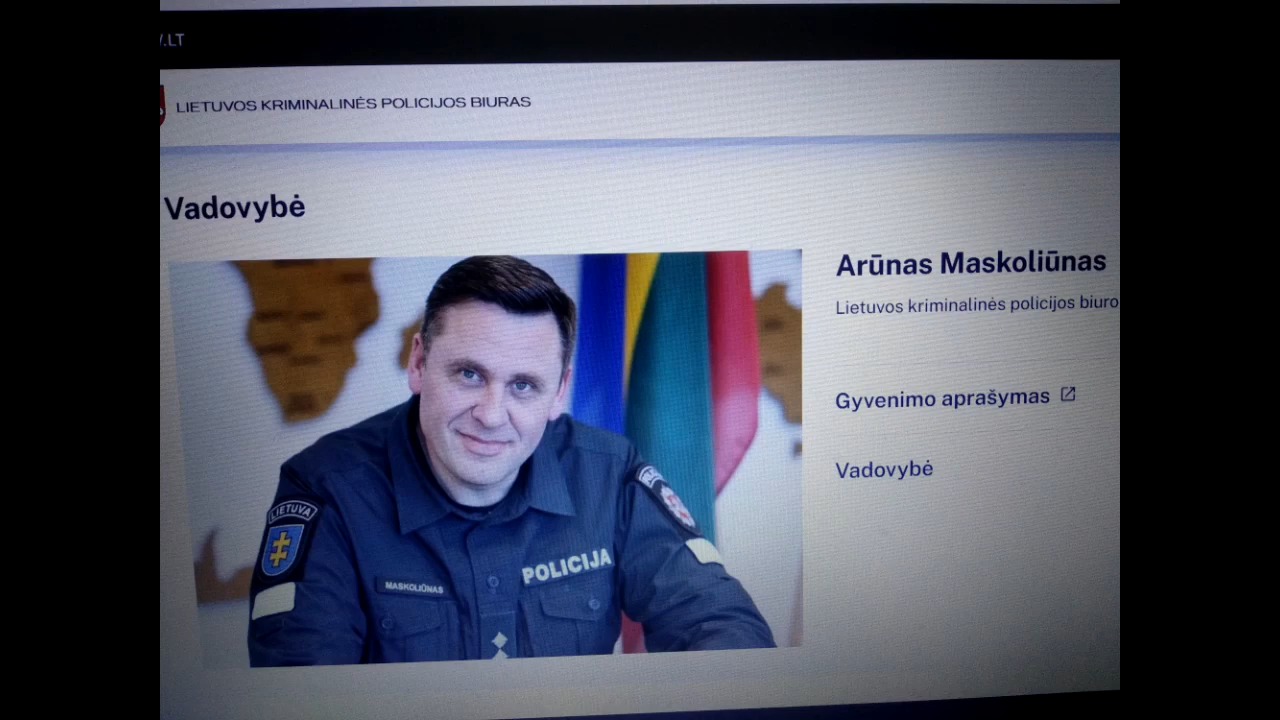 .LT
LIETUVOS KRIMINALINĖS POLICIJOS BIURAS
Vadovybė
Arūnas Maskoliūnas
Lietuvos kriminalinės policijos biuro
Gyvenimo aprašymas
Vadovybė
LIETUVA
MASKOLIŪNAS
POLICIJA